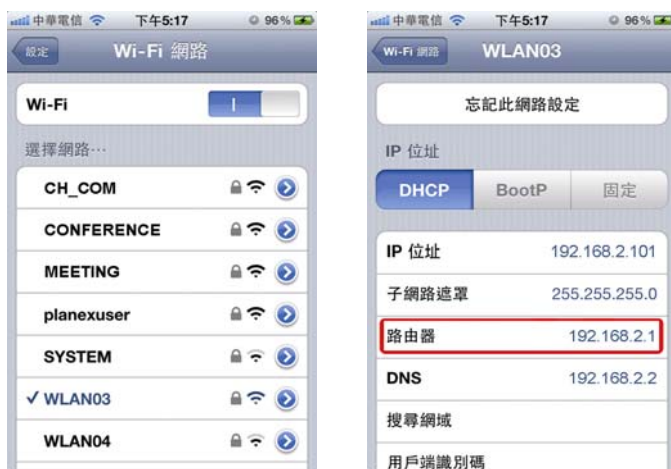 中華電信 下午5:17 96%
設定 Wi-Fi 網路
Wi-Fi
選擇網路…
CH_COM
CONFERENCE
MEETING
planexuser
SYSTEM
WLAN03
WLAN04
中華電信 下午5:17 96%
Wi-Fi 網路 WLAN03
忘記此網路設定
IP 位址
DHCP BootP 固定
IP 位址 192.168.2.101
子網路遮罩 255.255.255.0
路由器 192.168.2.1
DNS 192.168.2.2
搜尋網域
用戶端識別碼